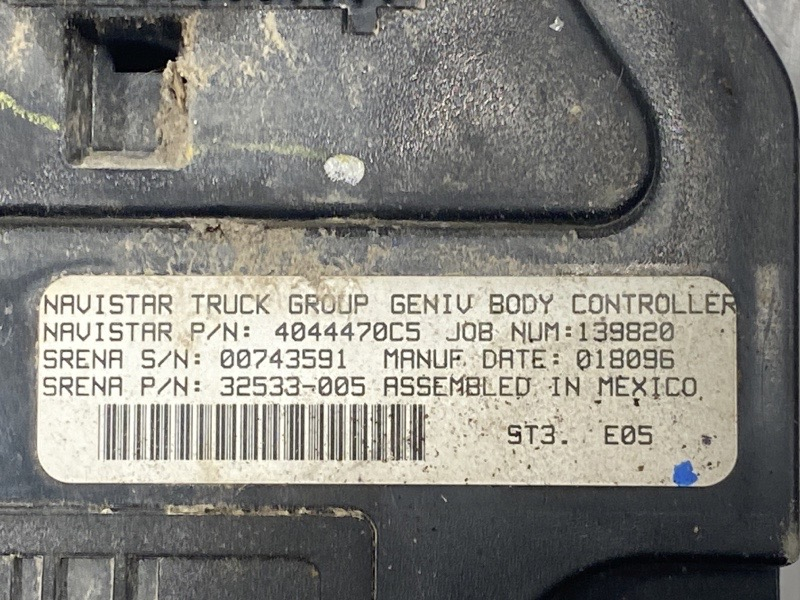 NAVISTAR TRUCK GROUP GENIV BODY CONTROLLER
NAVISTAR P/N: 4044470C5 JOB NUM:139820
SRENA S/N: 00743591 MANUF DATE: 018096
SRENA P/N: 32533-005 ASSEMBLED IN MEXICO
ST3. E05